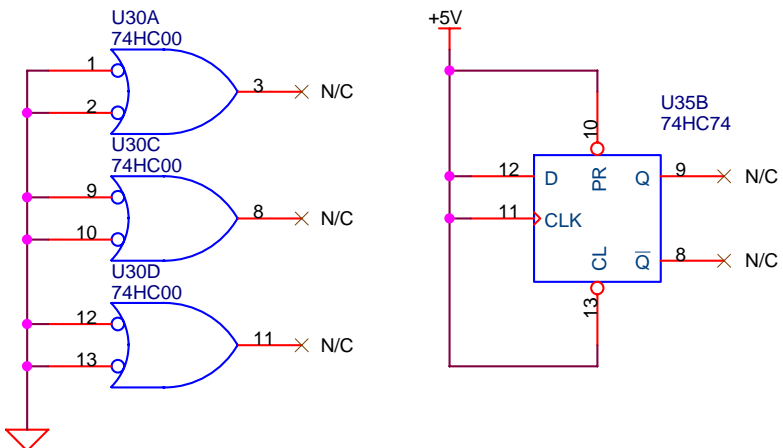 U30A
74HC00
1
2
3
N/C
U30C
74HC00
9
10
8
N/C
U30D
74HC00
12
13
11
N/C
+5V
U35B
74HC74
10
12
D
PR
Q
9
N/C
11
CLK
CL
Q̅
8
N/C
13